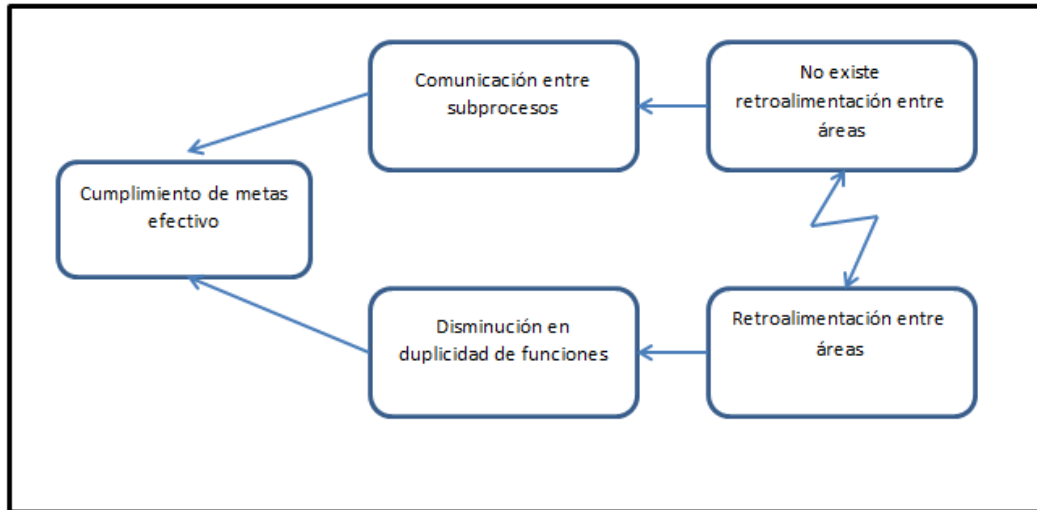 Comunicación entre
subprocesos
No existe
retroalimentación entre
áreas
Cumplimiento de metas
efectivo
Disminución en
duplicidad de funciones
Retroalimentación entre
áreas